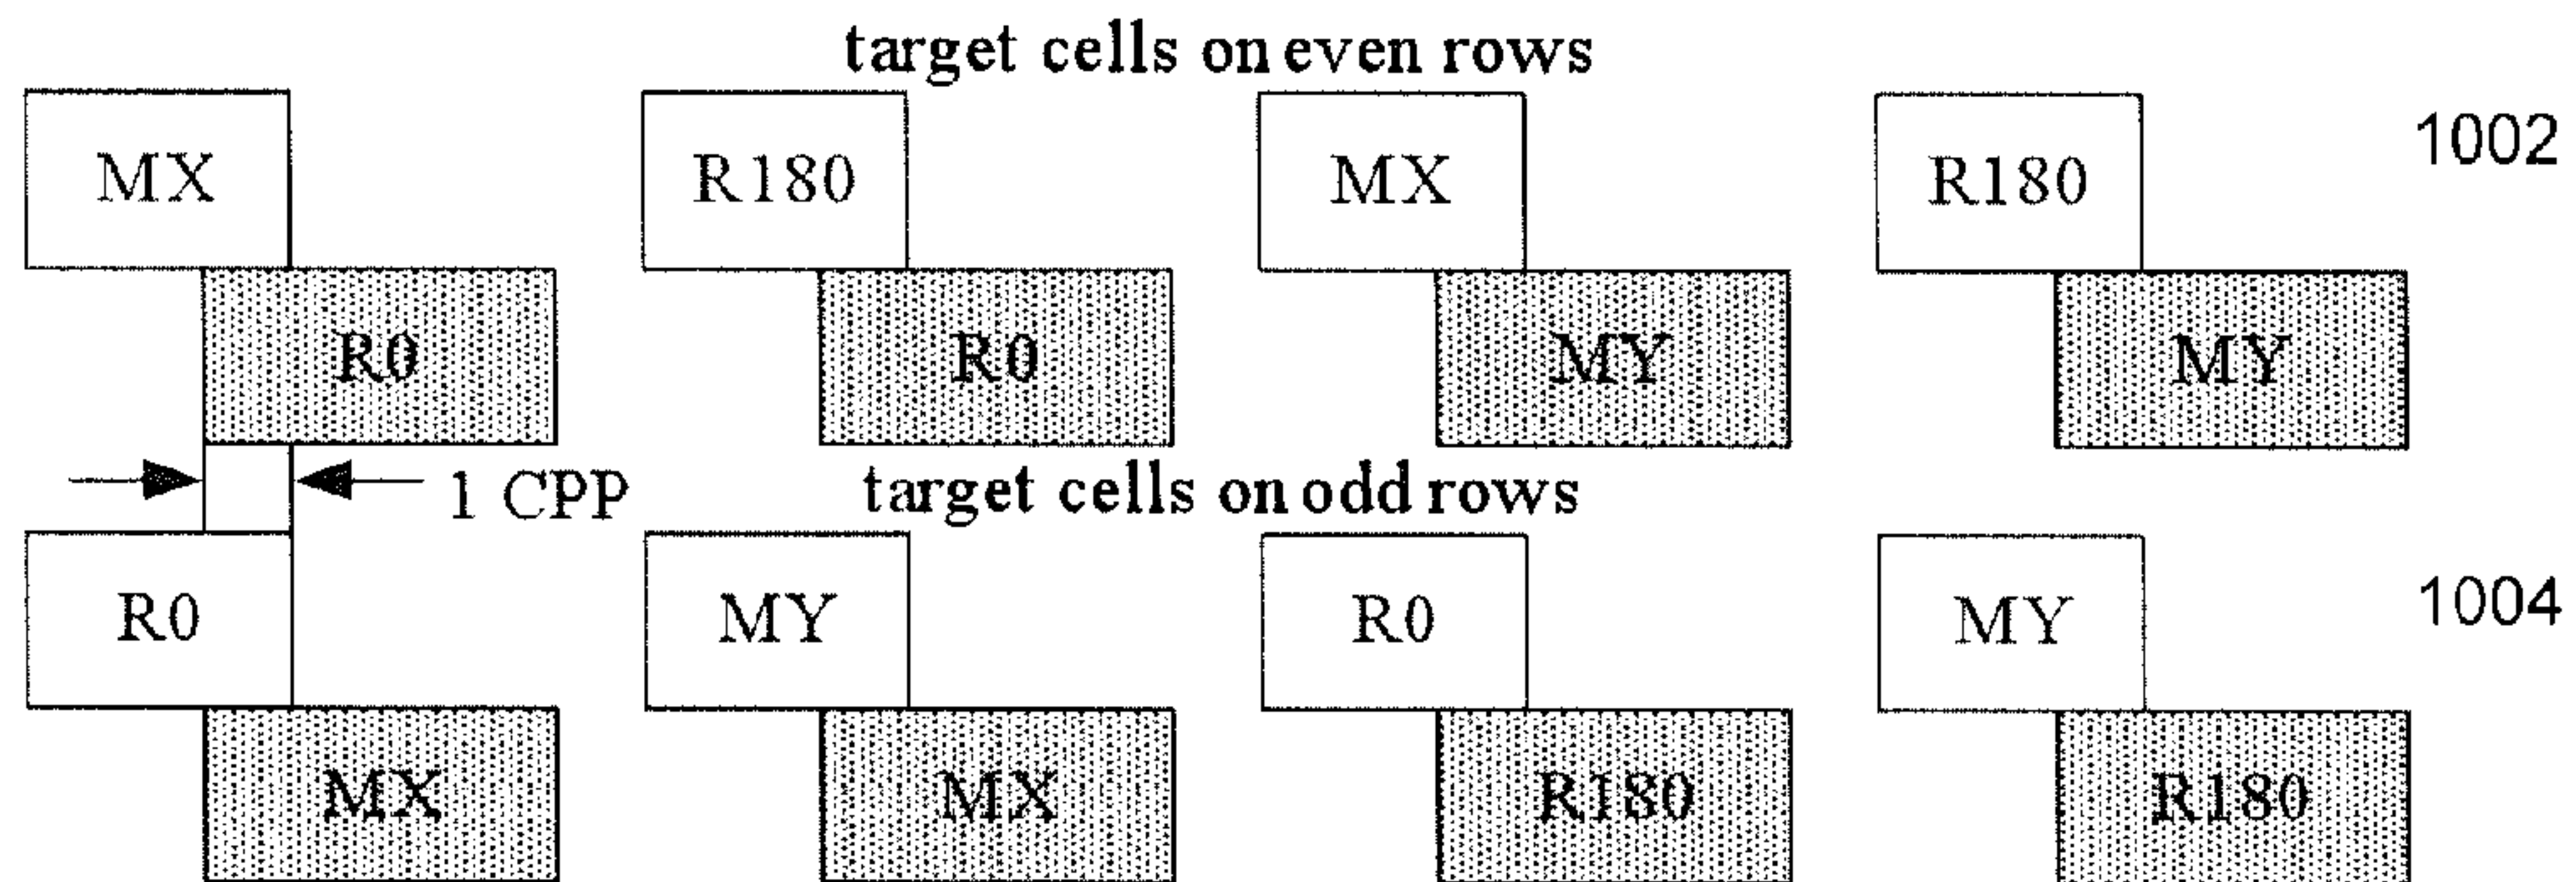 target cells on even rows
MX R180 MX R180 1002
R0 R0 MY MY
1 CPP target cells on odd rows
R0 MY R0 MY 1004
MX MX R180 R180